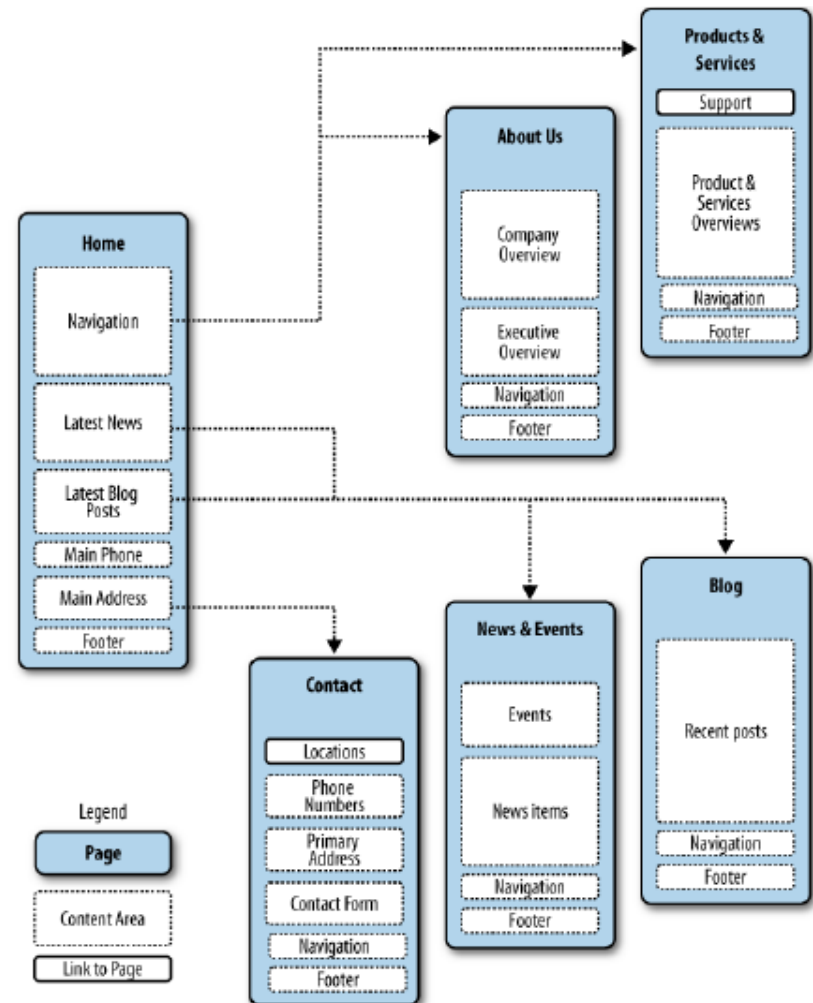 Products &
Services
Support
Product &
Services
Overviews
Navigation
Footer
About Us
Company
Overview
Executive
Overview
Navigation
Footer
Home
Navigation
Latest News
Latest Blog
Posts
Main Phone
Main Address
Footer
Contact
Locations
Phone
Numbers
Primary
Address
Contact Form
Navigation
Footer
News & Events
Events
News items
Navigation
Footer
Blog
Recent posts
Navigation
Footer
Legend
Page
Content Area
Link to Page